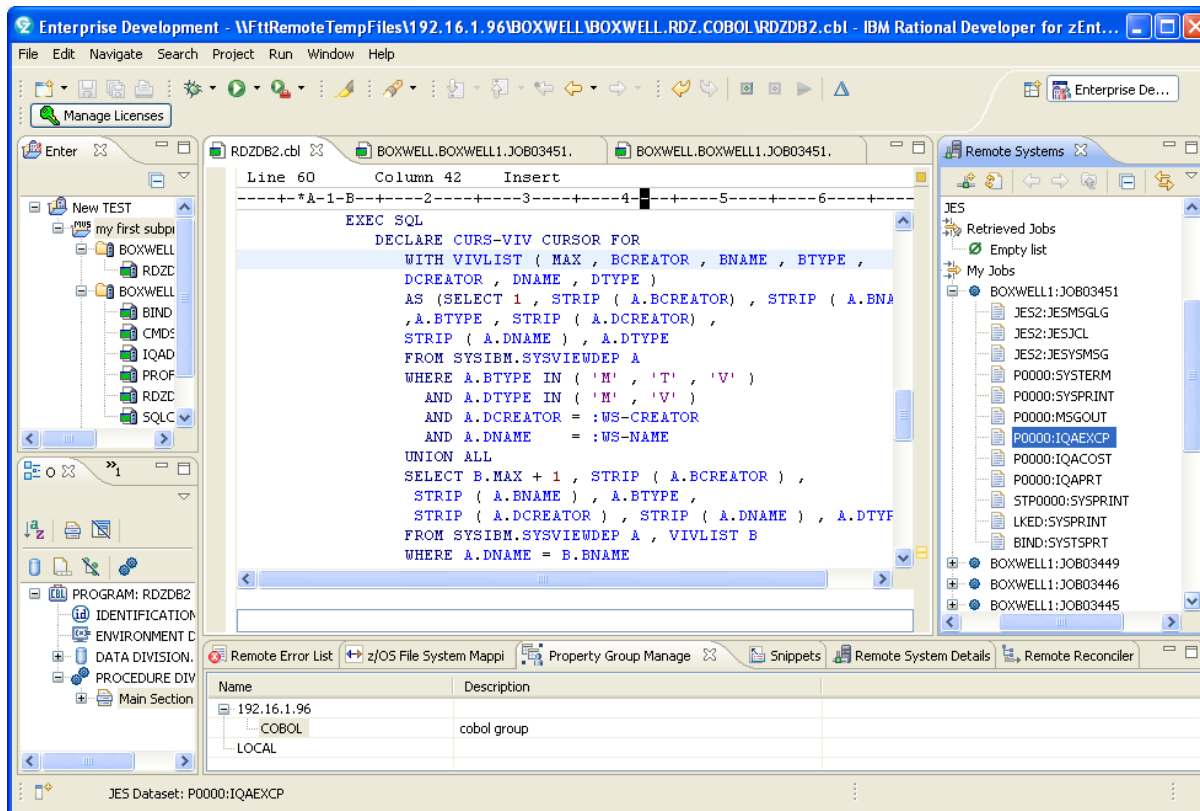 Enterprise Development - \\FttRemoteTempFiles\192.16.1.96\BOXWELL\BOXWELL.RDZ.COBOL\RDZDB2.cbl - IBM Rational Developer for zEnt...
File Edit Navigate Search Project Run Window Help
Enterprise De...
Manage Licenses
Enter
New TEST
my first subpr
BOXWELL
RDZD
BOXWELL
BIND
CMDS
IQAD
PROF
RDZD
SQLC
O
»1
PROGRAM: RDZDB2
IDENTIFICATION
ENVIRONMENT D
DATA DIVISION.
PROCEDURE DIV
Main Section
RDZDB2.cbl
BOXWELL.BOXWELL1.JOB03451.
BOXWELL.BOXWELL1.JOB03451.
Line 60 Column 42 Insert
----+-*A-1-B--+----2----+----3----+----4- --+----5----+----6----+----
EXEC SQL
DECLARE CURS-VIV CURSOR FOR
WITH VIVLIST ( MAX , BCREATOR , BNAME , BTYPE ,
DCREATOR , DNAME , DTYPE )
AS (SELECT 1 , STRIP ( A.BCREATOR) , STRIP ( A.BNA
,A.BTYPE , STRIP ( A.DCREATOR) ,
STRIP ( A.DNAME ) , A.DTYPE
FROM SYSIBM.SYSVIEWDEP A
WHERE A.BTYPE IN ( 'M' , 'T' , 'V' )
AND A.DTYPE IN ( 'M' , 'V' )
AND A.DCREATOR = :WS-CREATOR
AND A.DNAME    = :WS-NAME
UNION ALL
SELECT B.MAX + 1 , STRIP ( A.BCREATOR ) ,
STRIP ( A.BNAME ) , A.BTYPE ,
STRIP ( A.DCREATOR ) , STRIP ( A.DNAME ) , A.DTYP
FROM SYSIBM.SYSVIEWDEP A , VIVLIST B
WHERE A.DNAME = B.BNAME
Remote Systems
JES
Retrieved Jobs
Empty list
My Jobs
BOXWELL1:JOB03451
JES2:JESMSGLG
JES2:JESJCL
JES2:JESYSMSG
P0000:SYSTERM
P0000:SYSPRINT
P0000:MSGOUT
P0000:IQAEXCP
P0000:IQACOST
P0000:IQAPRT
STP0000:SYSPRINT
LKED:SYSPRINT
BIND:SYSTSPRT
BOXWELL1:JOB03449
BOXWELL1:JOB03446
BOXWELL1:JOB03445
Remote Error List z/OS File System Mappi Property Group Manage Snippets Remote System Details Remote Reconciler
Name Description
192.16.1.96
COBOL cobol group
LOCAL
JES Dataset: P0000:IQAEXCP